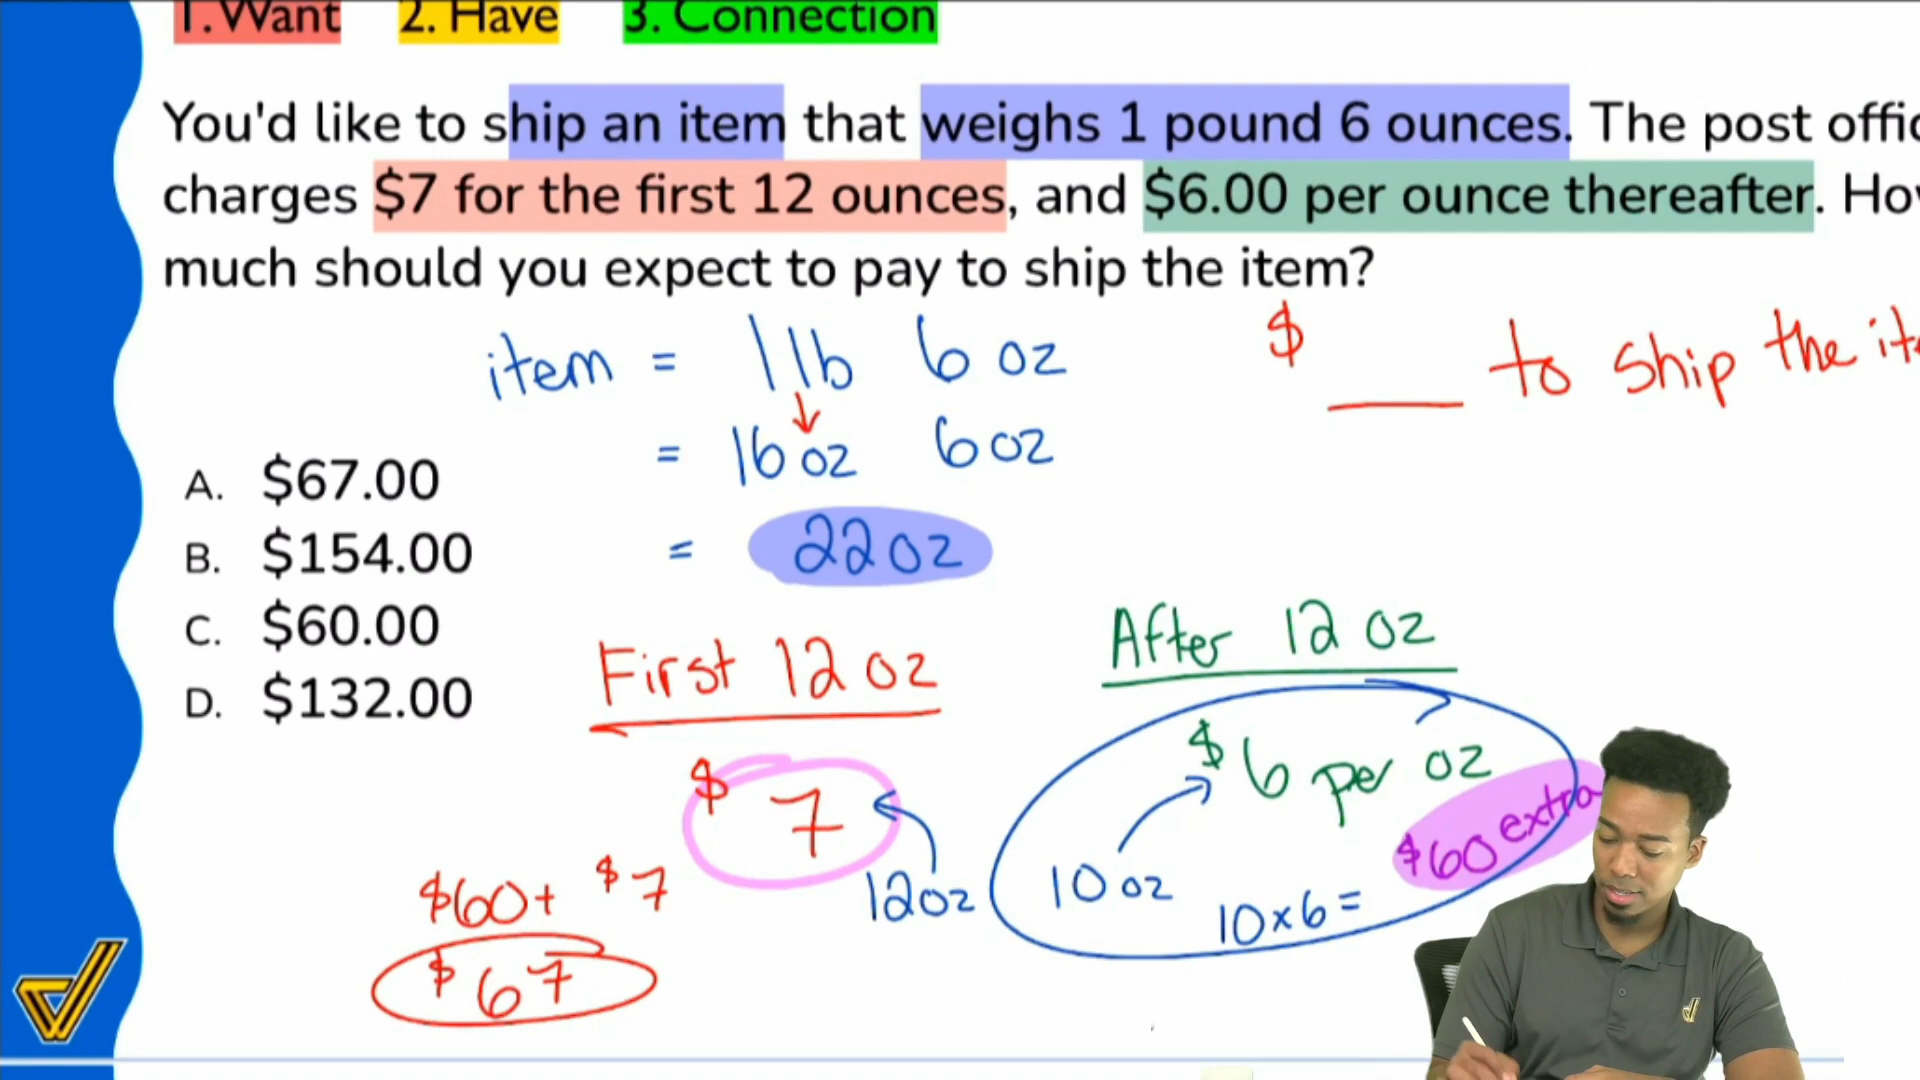 1. Want 2. Have 3. Connection
You'd like to ship an item that weighs 1 pound 6 ounces. The post offic
charges $7 for the first 12 ounces, and $6.00 per ounce thereafter. Ho
much should you expect to pay to ship the item?
item = 1 lb 6 oz
$ ___ to ship the ite
= 16 oz 6 oz
= 22 oz
A. $67.00
B. $154.00
C. $60.00
D. $132.00
First 12 oz
After 12 oz
$ 7
$ 6 per oz
12 oz
10 oz
10 x 6 =
$60 extra
$60 + $7
$67